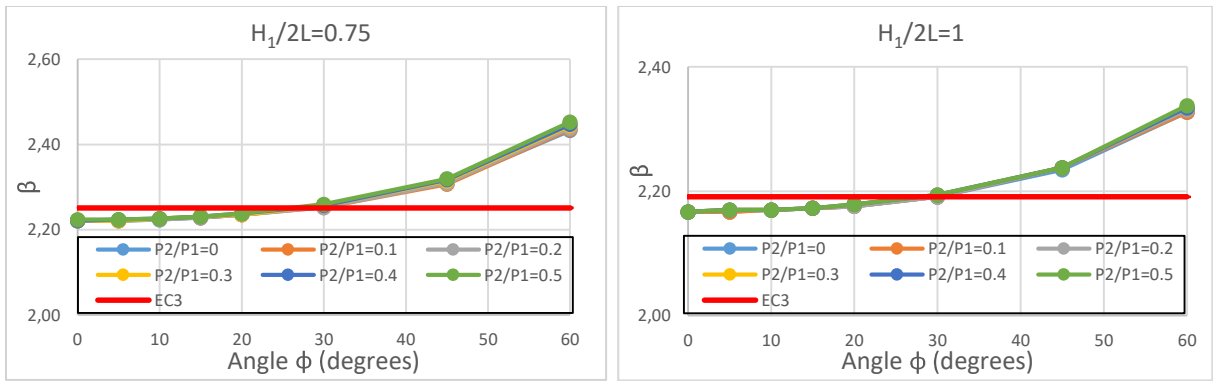 H₁/2L=0.75
2,60
2,50
2,40
2,30
2,20
2,00
β
P2/P1=0 P2/P1=0.1 P2/P1=0.2
P2/P1=0.3 P2/P1=0.4 P2/P1=0.5
EC3
0 10 20 30 40 50 60
Angle ϕ (degrees)
H₁/2L=1
2,40
2,20
2,00
β
P2/P1=0 P2/P1=0.1 P2/P1=0.2
P2/P1=0.3 P2/P1=0.4 P2/P1=0.5
EC3
0 10 20 30 40 50 60
Angle ϕ (degrees)